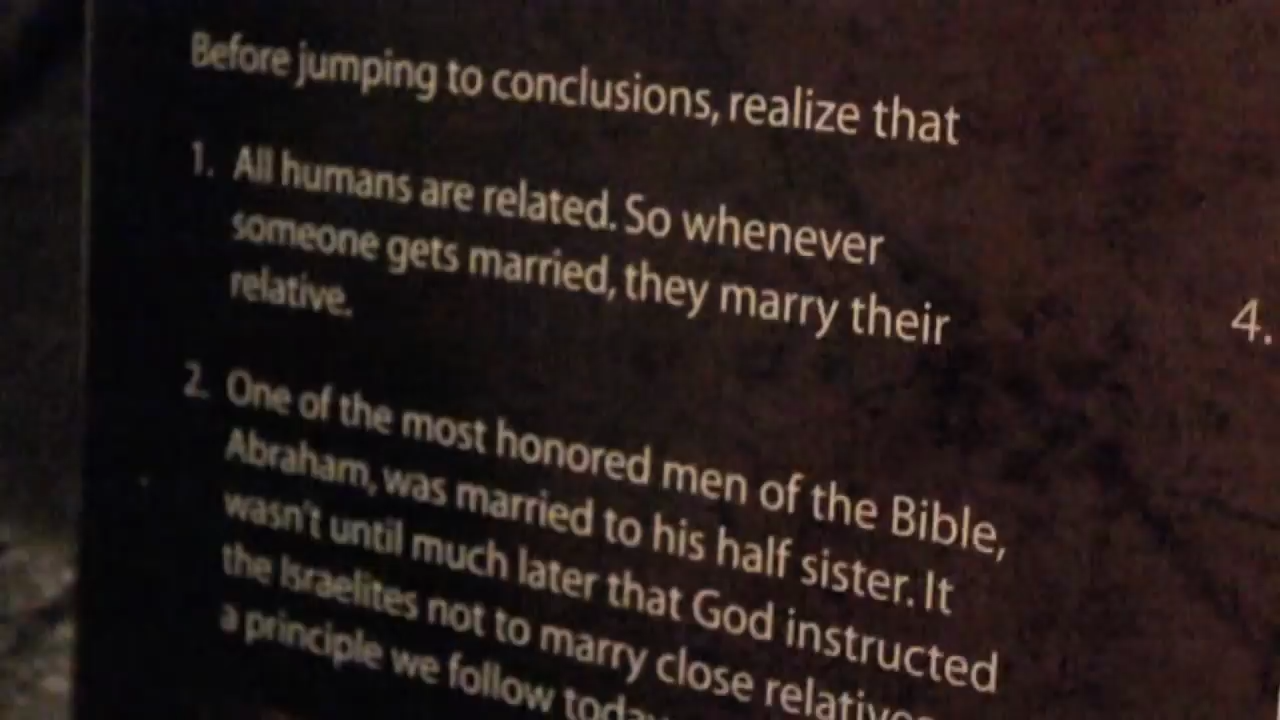 Before jumping to conclusions, realize that
1. All humans are related. So whenever
someone gets married, they marry their
relative.
2. One of the most honored men of the Bible,
Abraham, was married to his half sister. It
wasn't until much later that God instructed
the Israelites not to marry close relatives
a principle we follow today
4.